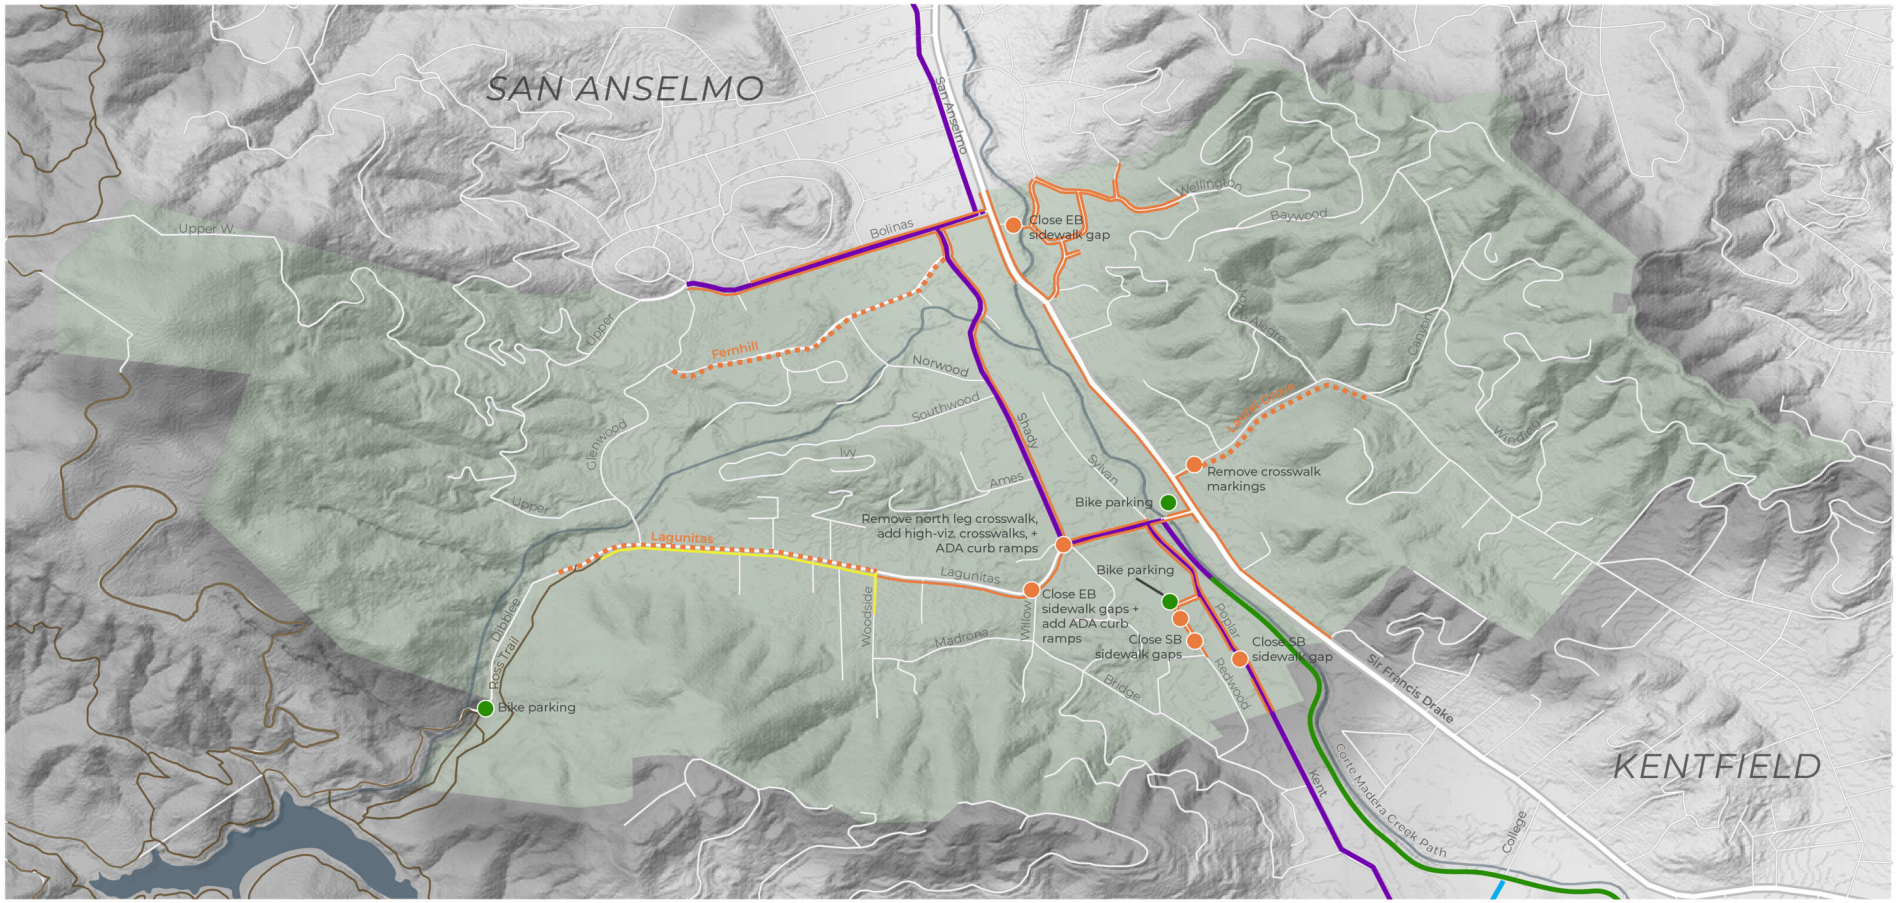 SAN ANSELMO
San Anselmo
Wellington
Baywood
Close EB
sidewalk gap
Bolinas
Upper W.
Upper
Fernhill
Norwood
Southwood
Shady
Canyon
Laurel Grove
Windfield
Glenwood
Ivy
Ames
Sylvan
Remove crosswalk
markings
Bike parking
Upper
Remove north leg crosswalk,
add high-viz. crosswalks, +
ADA curb ramps
Lagunitas
Lagunitas
Bike parking
Close EB
sidewalk gaps +
add ADA curb
ramps
Woodside
Willow
Madrona
Poplar
Close SB
sidewalk gaps
Close SB
sidewalk gap
Dibblee
Ross Trail
Bridge
Redwood
Sir Francis Drake
Bike parking
KENTFIELD
Kent
Corte Madera Creek Path
College